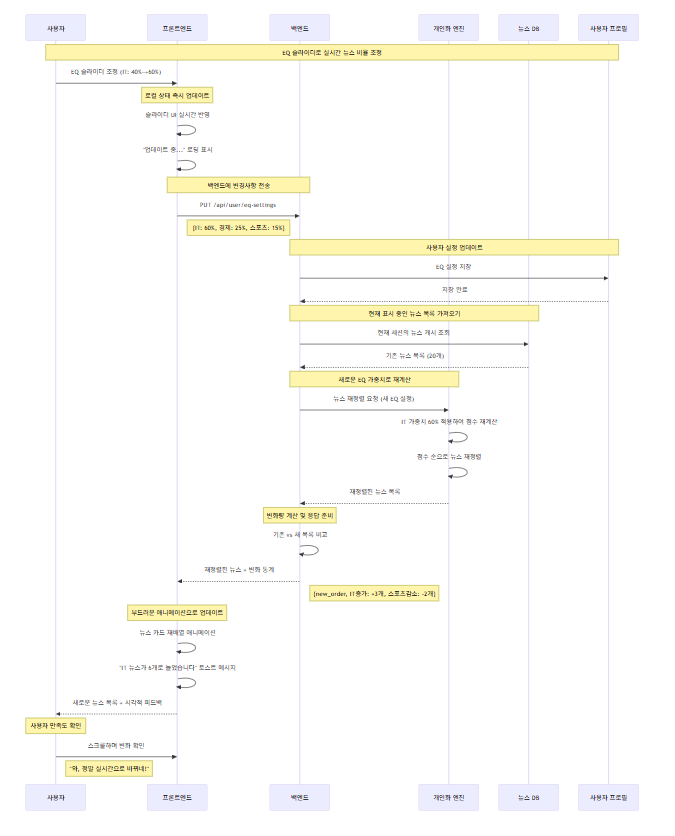 사용자 프론트엔드 백엔드 개인화 엔진 뉴스 DB 사용자 프로필
EQ 슬라이더로 실시간 뉴스 비율 조정
EQ 슬라이더 조정 (IT: 40%→60%)
로컬 상태 즉시 업데이트
슬라이더 UI 실시간 반영
"업데이트 중..." 로딩 표시
백엔드에 변경사항 전송
PUT /api/user/eq-settings
{IT: 60%, 경제: 25%, 스포츠: 15%}
사용자 설정 업데이트
EQ 설정 저장
저장 완료
현재 표시 중인 뉴스 목록 가져오기
현재 세션의 뉴스 캐시 조회
기존 뉴스 목록 (20개)
새로운 EQ 가중치로 재계산
뉴스 재정렬 요청 (새 EQ 설정)
IT 가중치 60% 적용하여 점수 재계산
점수 순으로 뉴스 재정렬
재정렬된 뉴스 목록
변화량 계산 및 응답 준비
기존 vs 새 목록 비교
재정렬된 뉴스 + 변화 통계
{new_order, IT증가: +3개, 스포츠감소: -2개}
부드러운 애니메이션으로 업데이트
뉴스 카드 재배열 애니메이션
"IT 뉴스가 6개로 늘었습니다" 토스트 메시지
새로운 뉴스 목록 + 시각적 피드백
사용자 만족도 확인
스크롤하며 변화 확인
"와, 정말 실시간으로 바뀌네!"
사용자 프론트엔드 백엔드 개인화 엔진 뉴스 DB 사용자 프로필